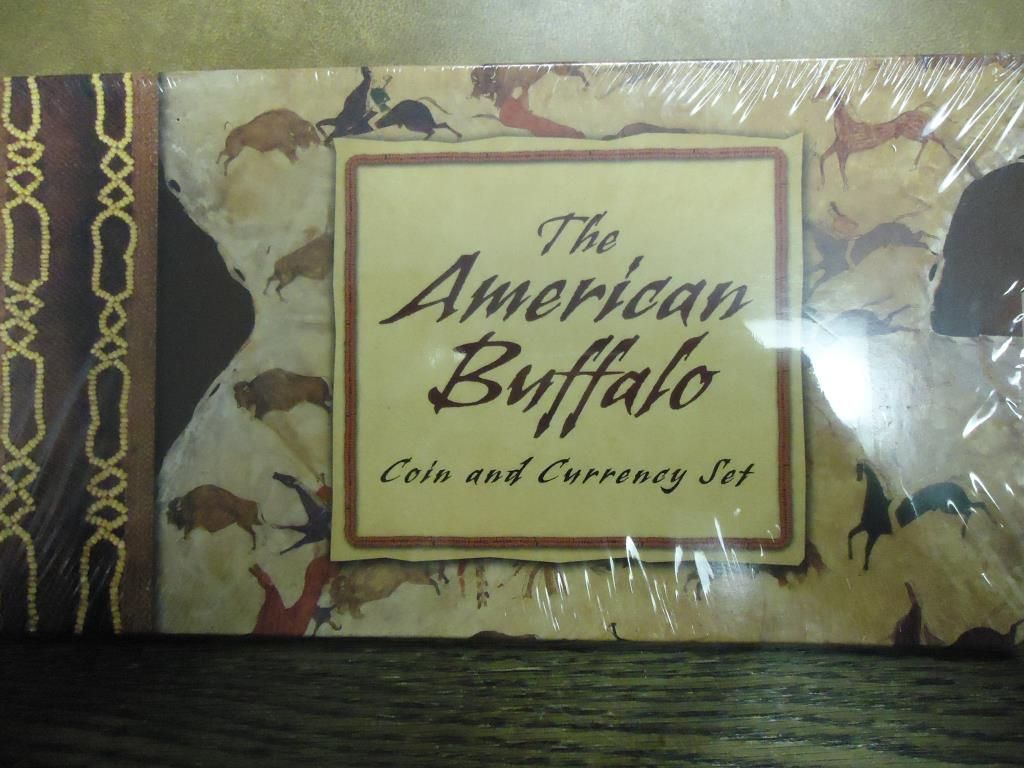 The
American
Buffalo
Coin and Currency Set